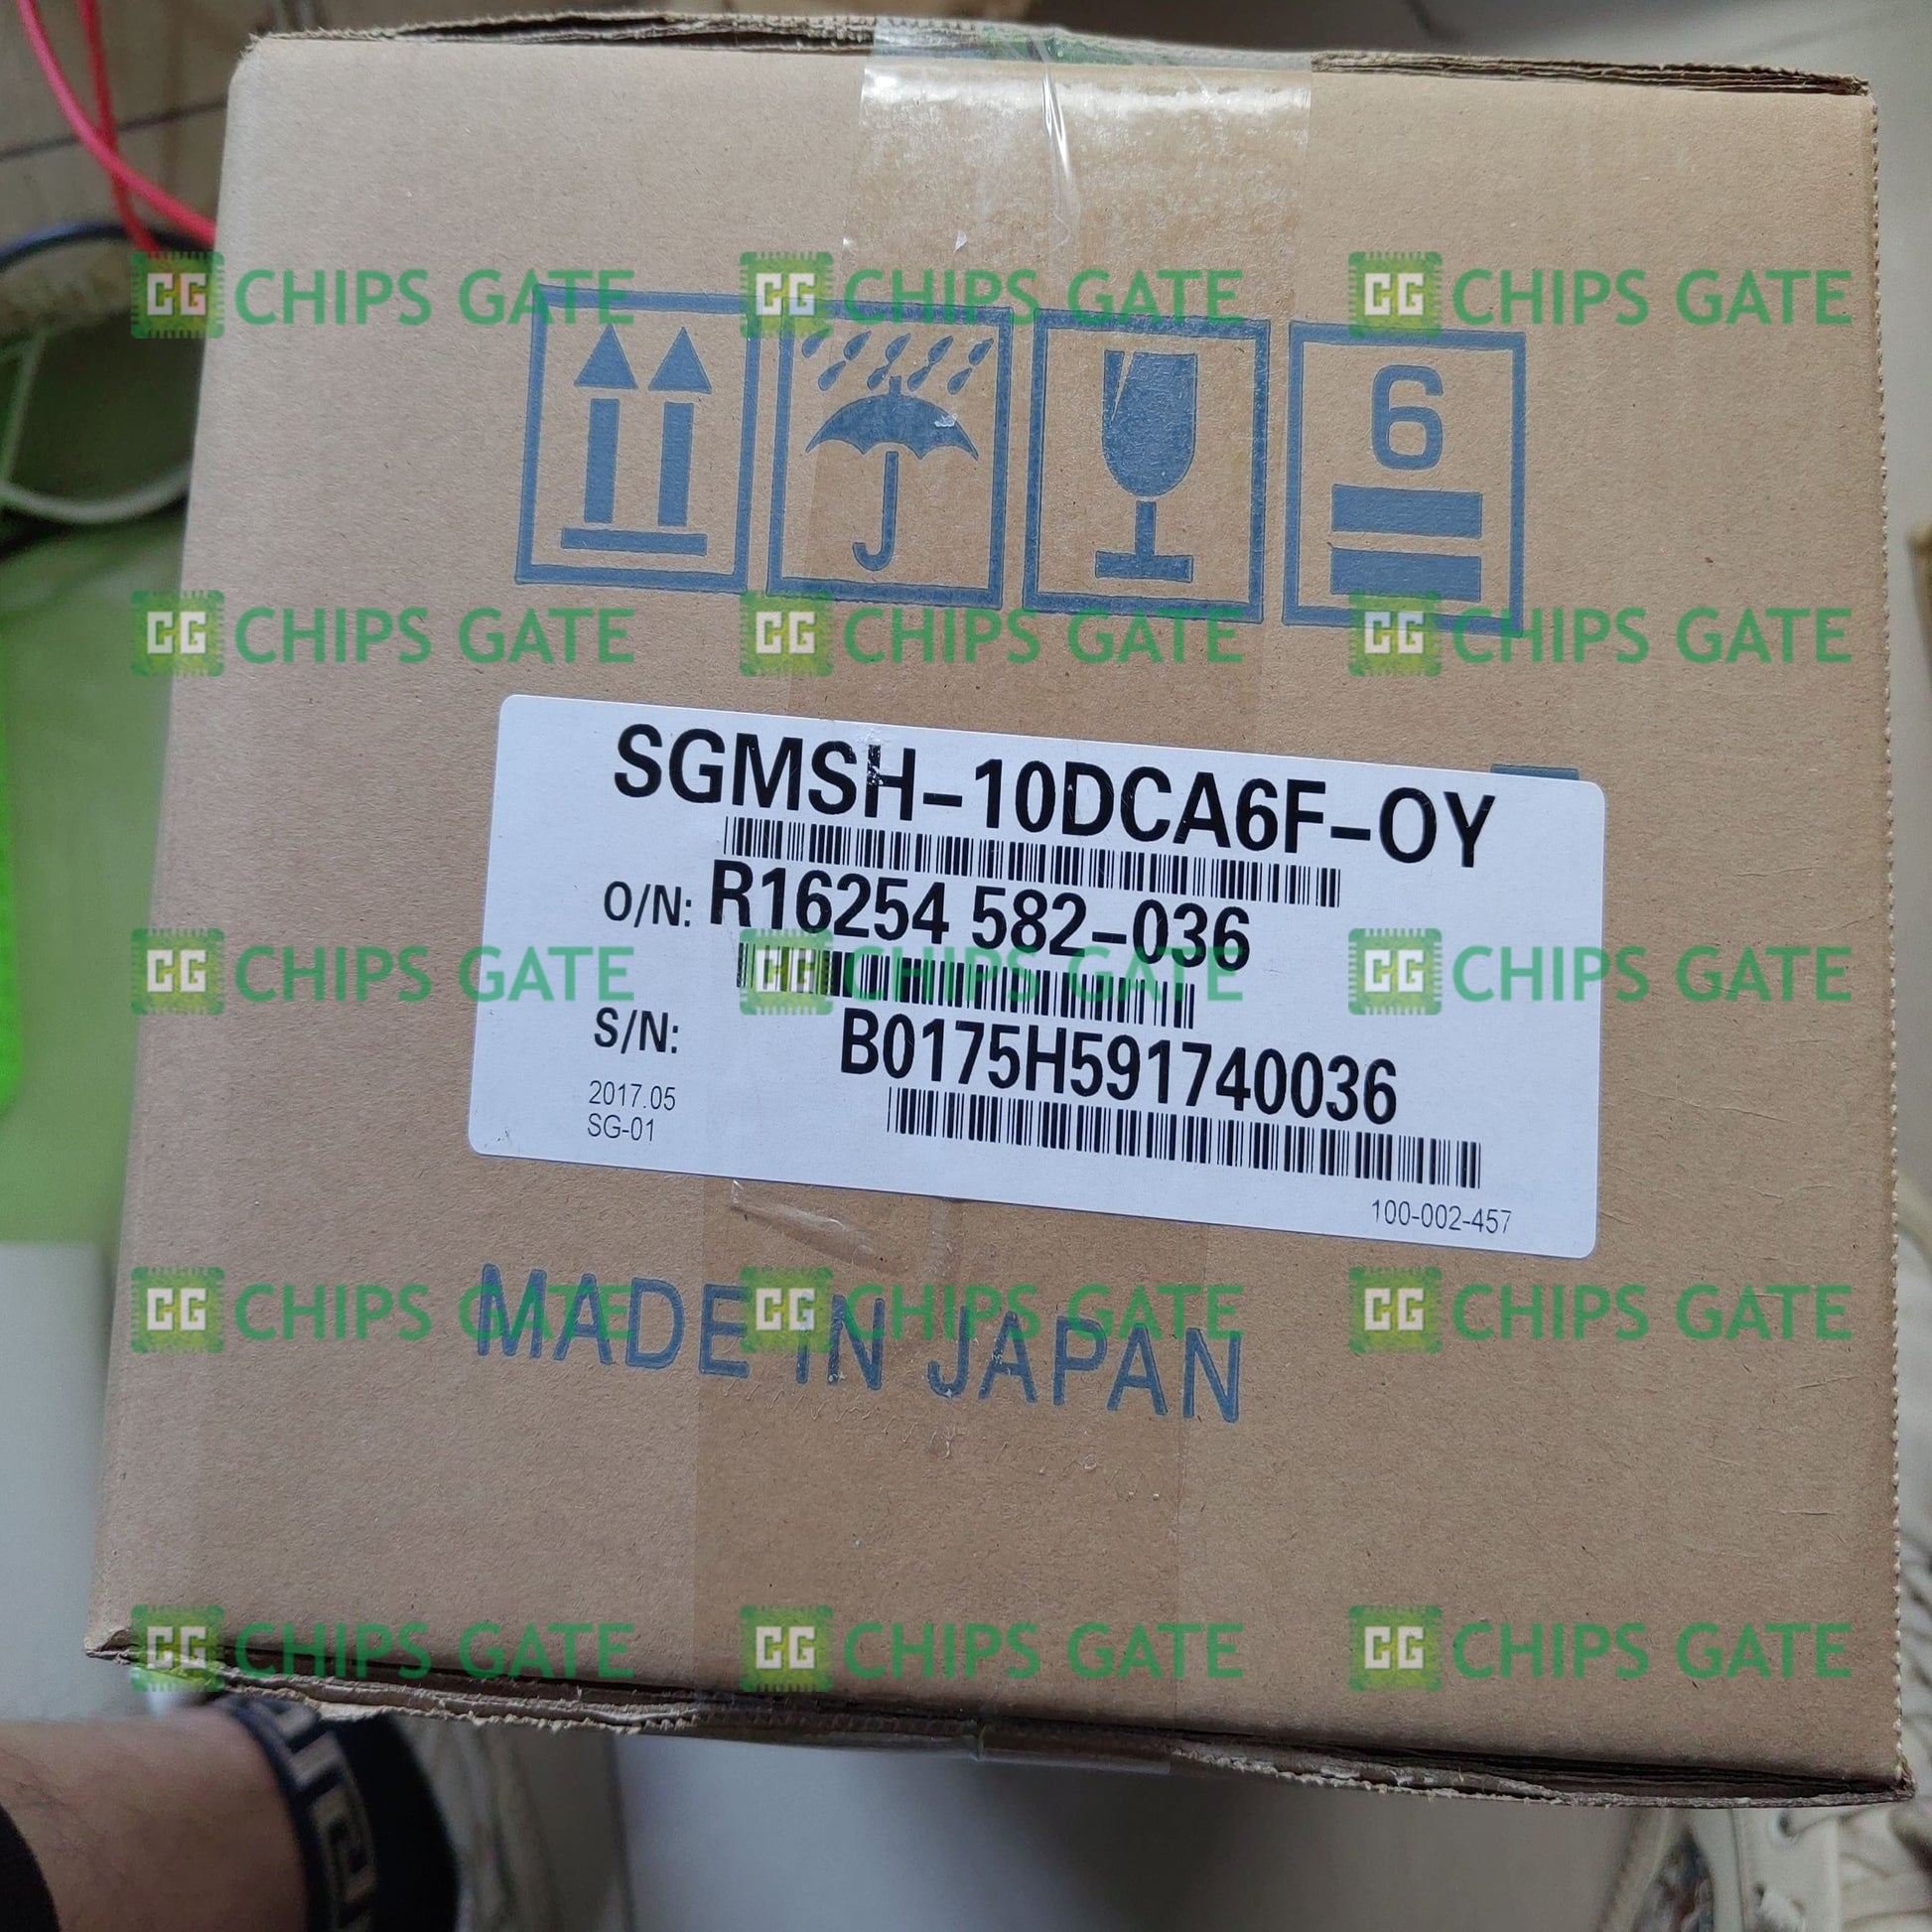 CG CHIPS GATE CG CHIPS GATE CG CHIPS GATE
6
CG CHIPS GATE CG CHIPS GATE CG CHIPS GATE
SGMSH-10DCA6F-OY
O/N: R16254 582-036
CG CHIPS GATE CG CHIPS GATE CG CHIPS GATE
S/N: B0175H591740036
2017.05
SG-01
100-002-457
MADE IN JAPAN
CG CHIPS GATE CG CHIPS GATE CG CHIPS GATE
CG CHIPS GATE CG CHIPS GATE CG CHIPS GATE